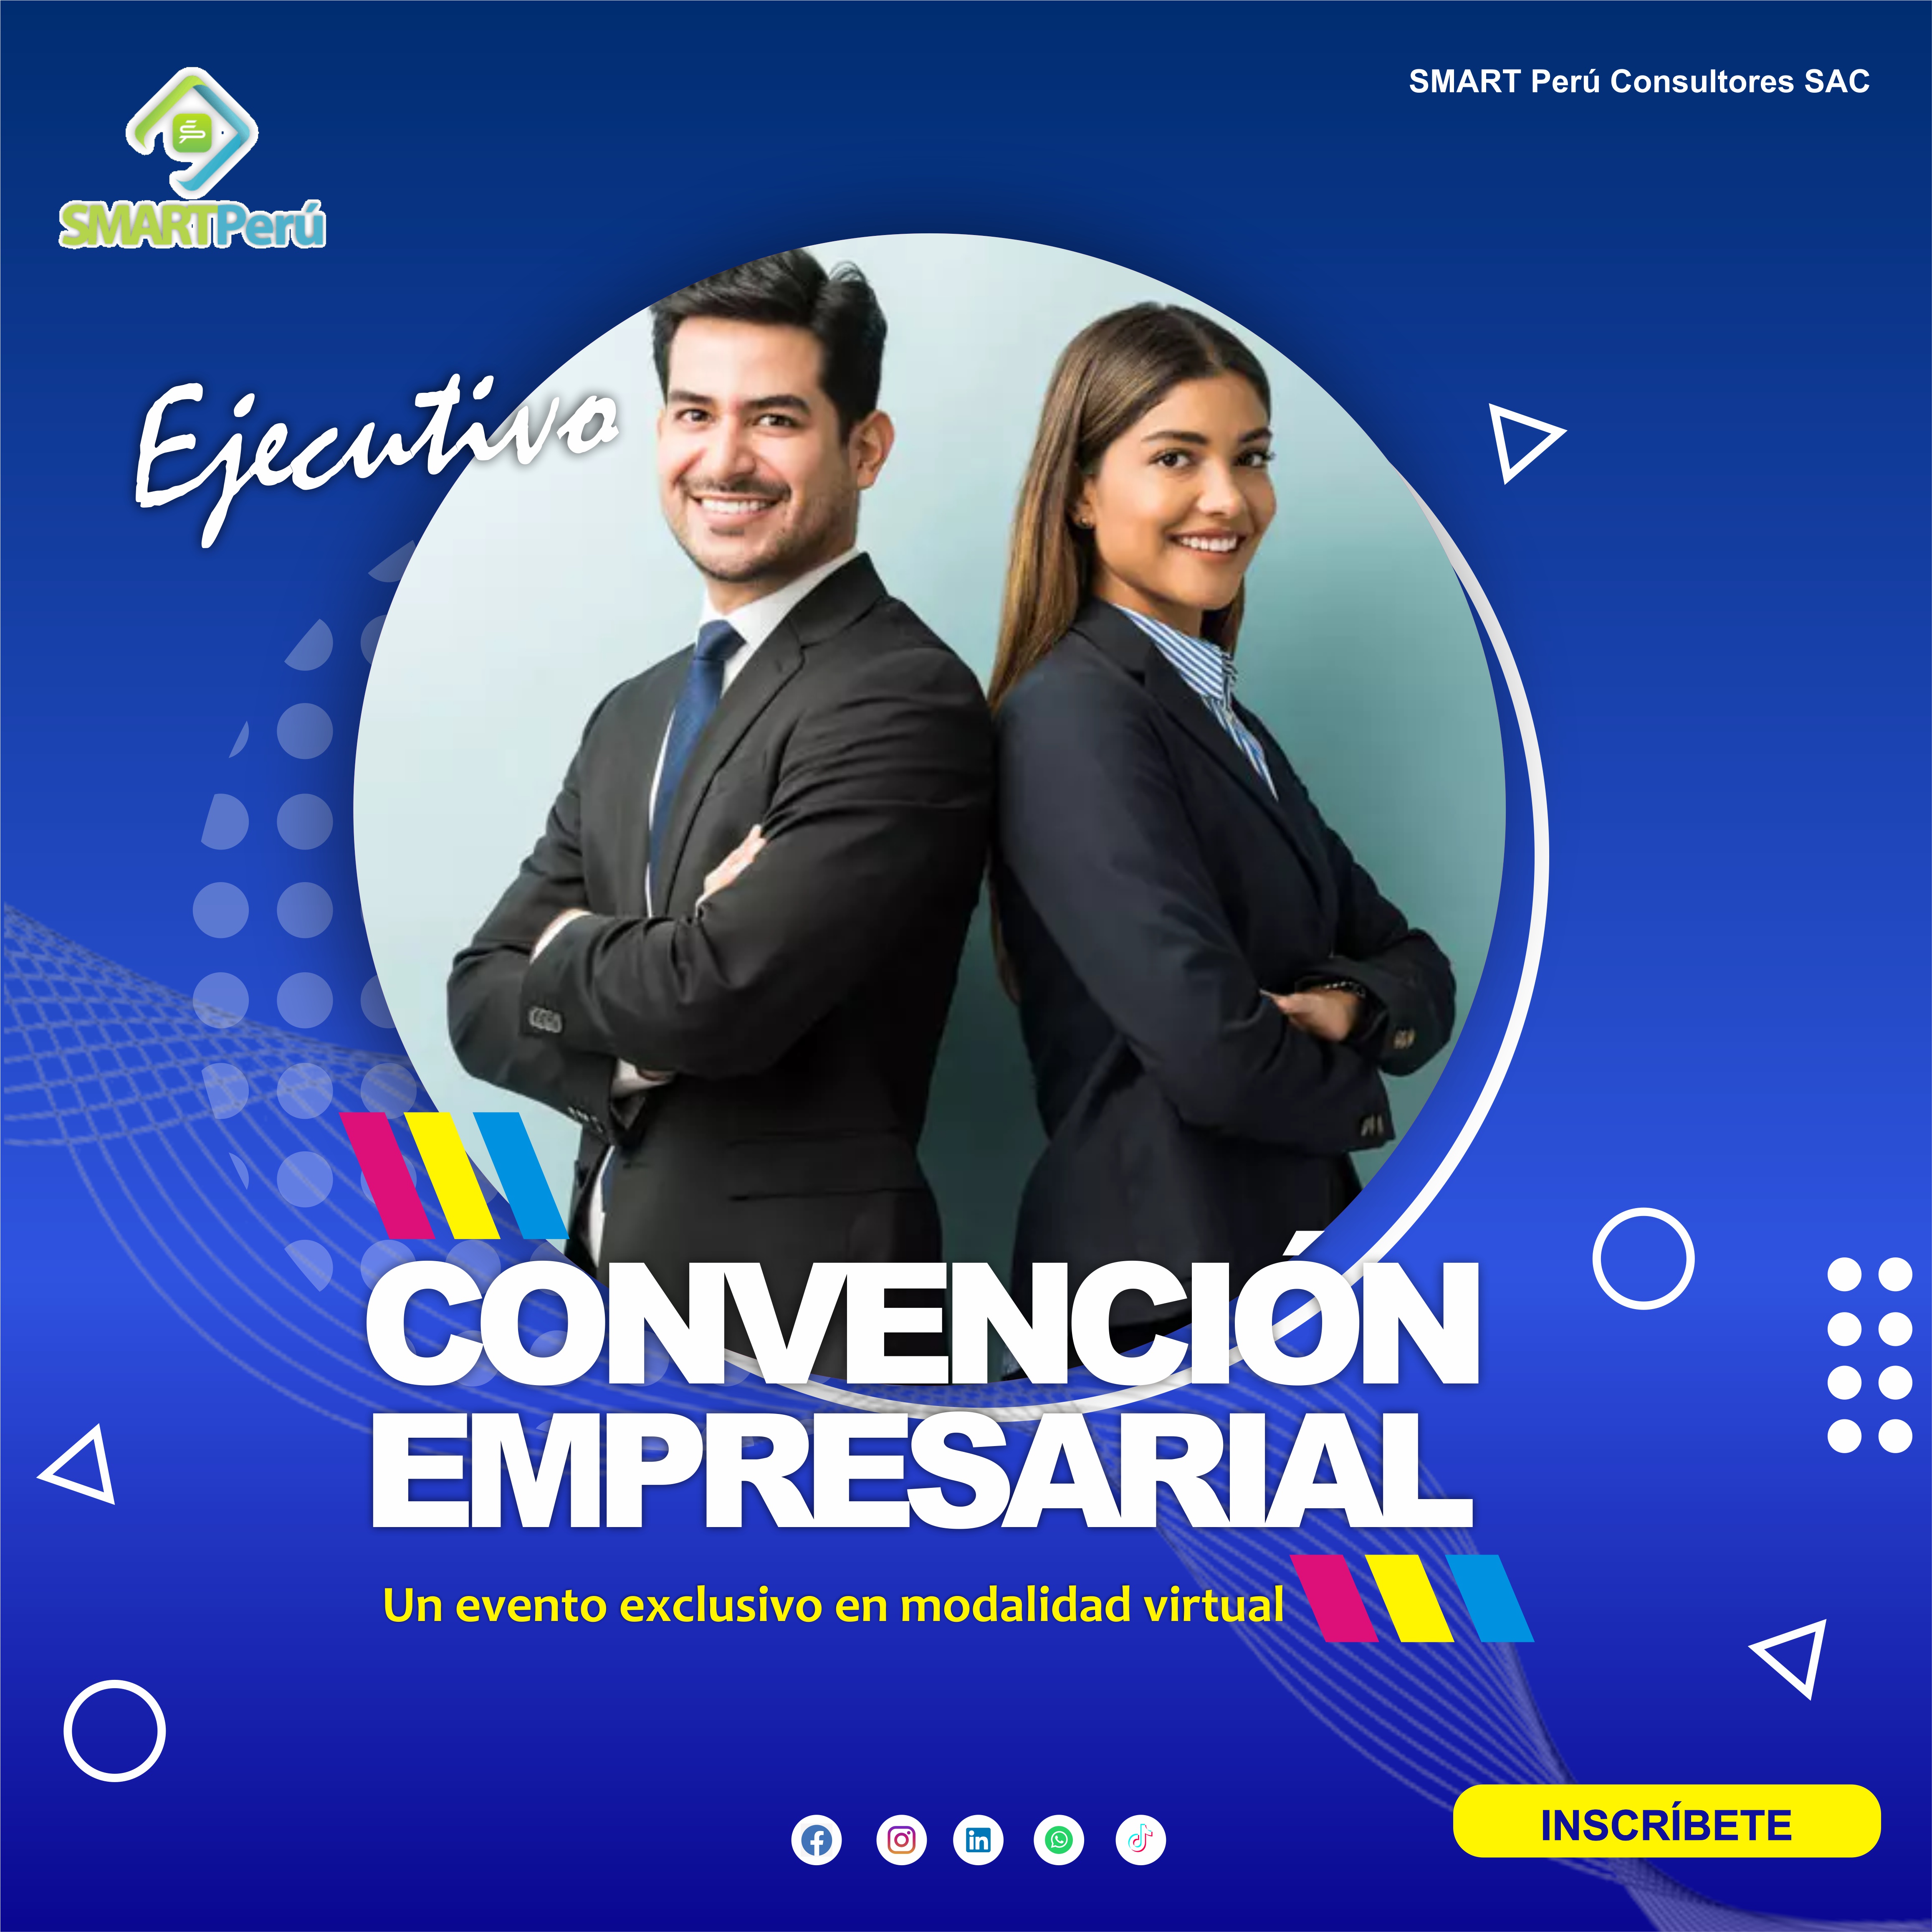 SMART Perú Consultores SAC
SMARTPerú
Ejecutivo
CONVENCIÓN
EMPRESARIAL
Un evento exclusivo en modalidad virtual
INSCRÍBETE